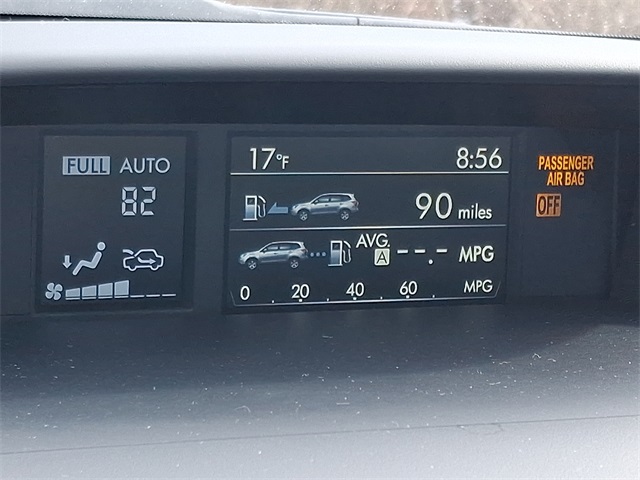 FULL AUTO
82
17°F 8:56
90 miles
AVG.
A --.- MPG
0 20 40 60 MPG
PASSENGER
AIR BAG
OFF